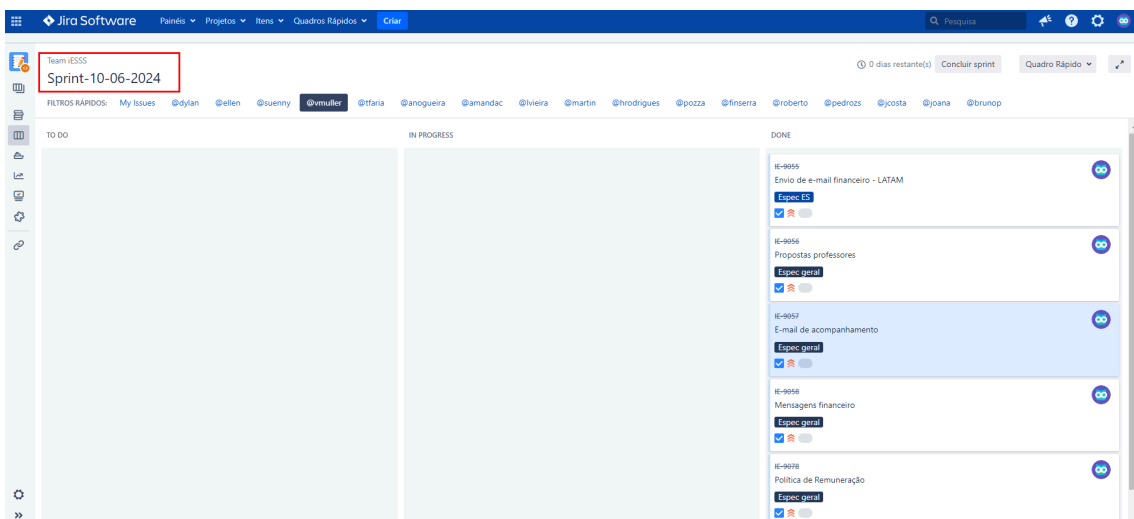 Jira Software Painéis Projetos Itens Quadros Rápidos Criar Pesquisa
Team iESSS
Sprint-10-06-2024
0 dias restante(s) Concluir sprint Quadro Rápido
FILTROS RÁPIDOS: My Issues @dylan @ellen @suenny @vmuller @tfaria @anogueira @amandac @lvieira @martin @hrodrigues @pozza @finserra @roberto @pedrozs @jcosta @joana @brunop
TO DO IN PROGRESS DONE
IE-9055
Envio de e-mail financeiro - LATAM
Espec ES
IE-9056
Propostas professores
Espec geral
IE-9057
E-mail de acompanhamento
Espec geral
IE-9058
Mensagens financeiro
Espec geral
IE-9078
Política de Remuneração
Espec geral